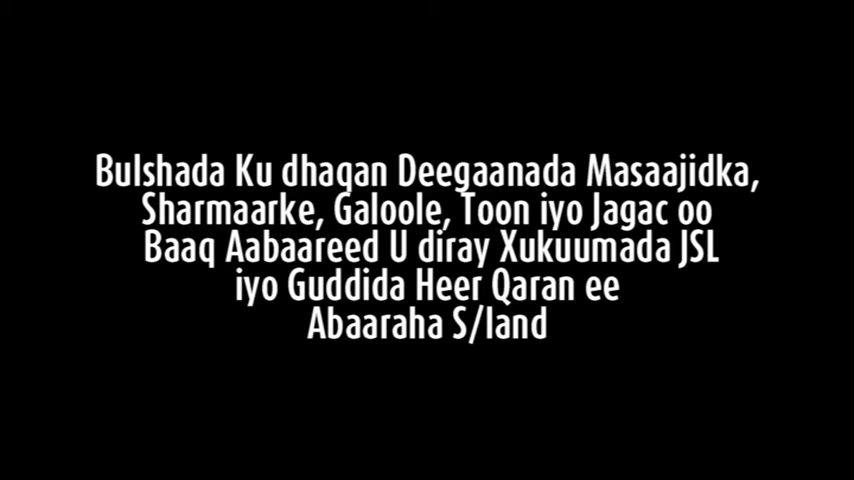 Bulshada Ku dhaqan Deegaanada Masaajidka,
Sharmaarke, Galoole, Toon iyo Jagac oo
Baaq Aabaareed U diray Xukuumada JSL
iyo Guddida Heer Qaran ee
Abaaraha S/land